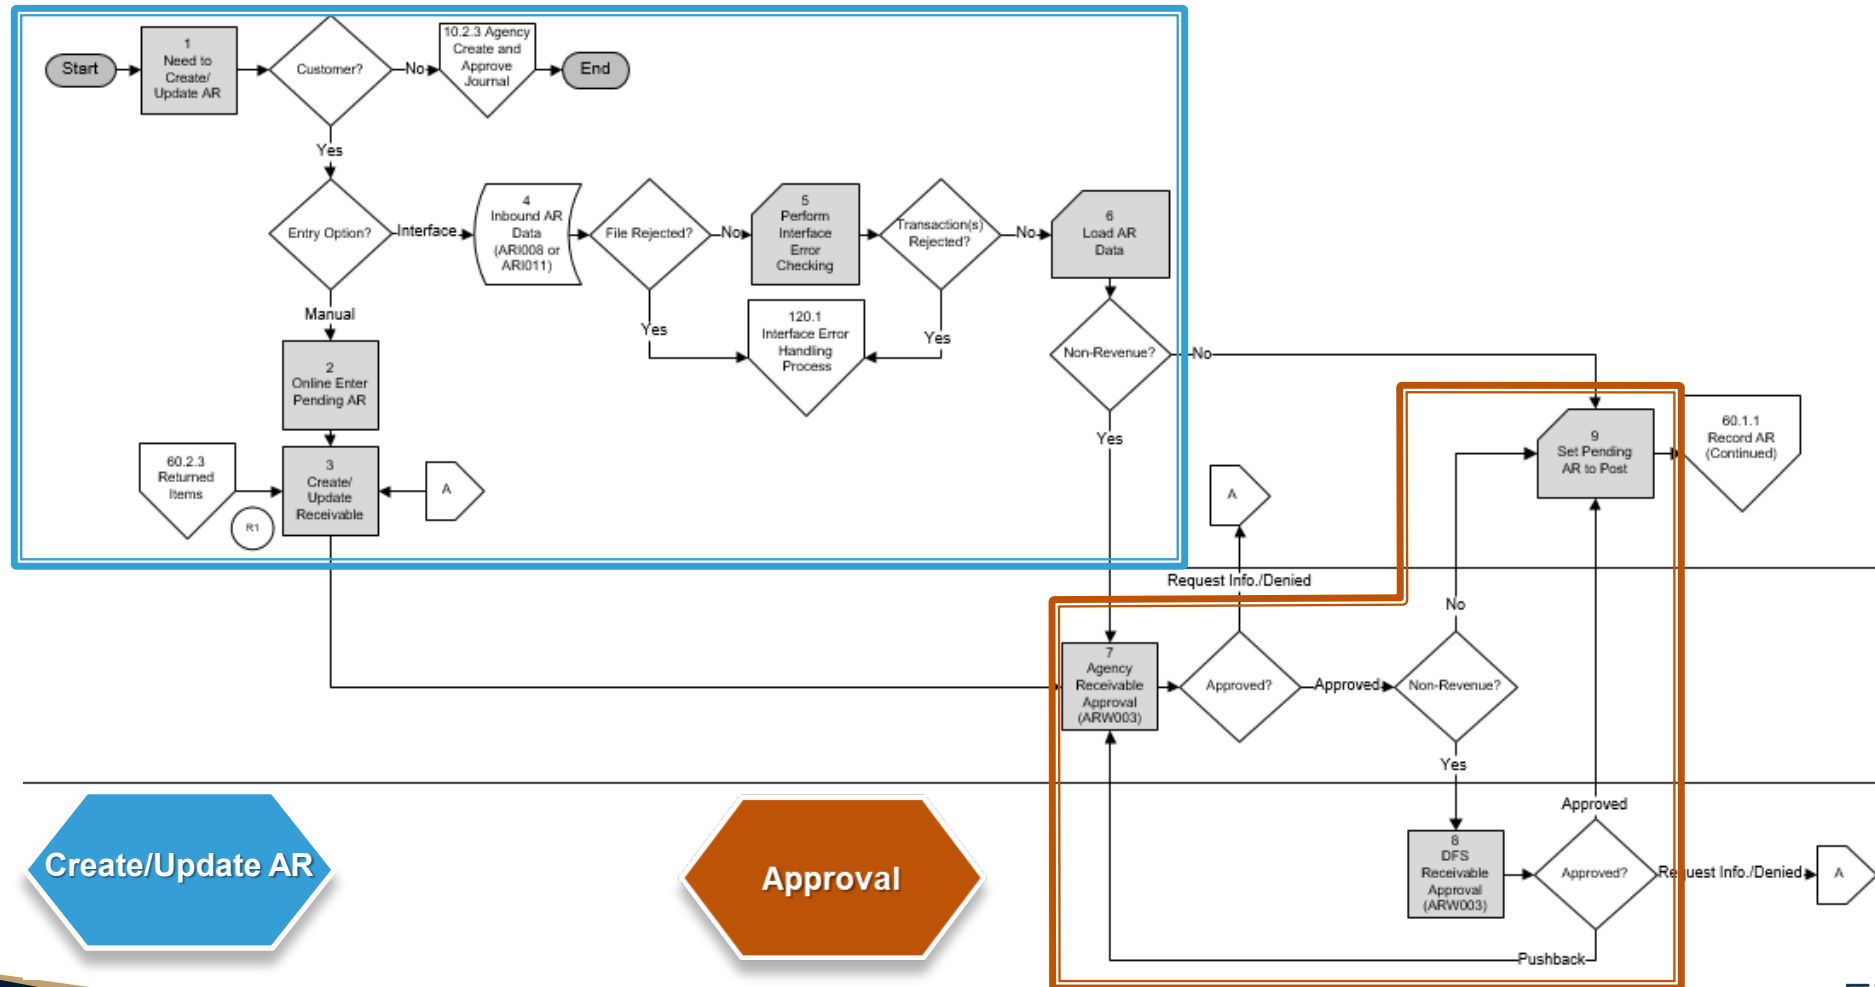 Start
1
Need to
Create/
Update AR
Customer?
No
10.2.3 Agency
Create and
Approve
Journal
End
Yes
Entry Option?
Interface
4
Inbound AR
Data
(ARI008 or
ARI011)
File Rejected?
No
5
Perform
Interface
Error
Checking
Transaction(s)
Rejected?
No
6
Load AR
Data
Manual
Yes
120.1
Interface Error
Handling
Process
Yes
Non-Revenue?
No
2
Online Enter
Pending AR
Yes
9
Set Pending
AR to Post
60.1.1
Record AR
(Continued)
60.2.3
Returned
Items
R1
3
Create/
Update
Receivable
A
A
Request Info./Denied
No
7
Agency
Receivable
Approval
(ARW003)
Approved?
Approved
Non-Revenue?
Yes
Approved
8
DFS
Receivable
Approval
(ARW003)
Approved?
Request Info./Denied
A
Pushback
Create/Update AR
Approval